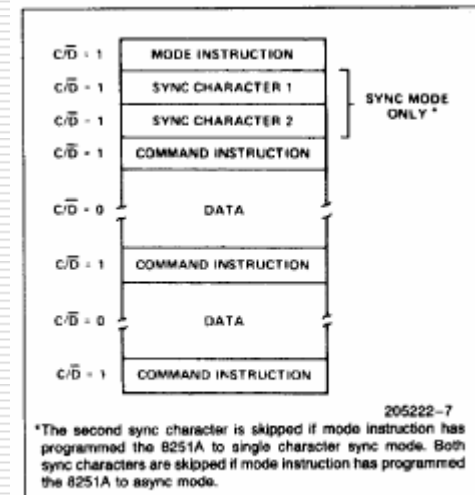 C/D̅ = 1 MODE INSTRUCTION
C/D̅ = 1 SYNC CHARACTER 1
SYNC MODE
ONLY *
C/D̅ = 1 SYNC CHARACTER 2
C/D̅ = 1 COMMAND INSTRUCTION
C/D̅ = 0 DATA
C/D̅ = 1 COMMAND INSTRUCTION
C/D̅ = 0 DATA
C/D̅ = 1 COMMAND INSTRUCTION
205222–7
*The second sync character is skipped if mode instruction has
programmed the 8251A to single character sync mode. Both
sync characters are skipped if mode instruction has programmed
the 8251A to async mode.